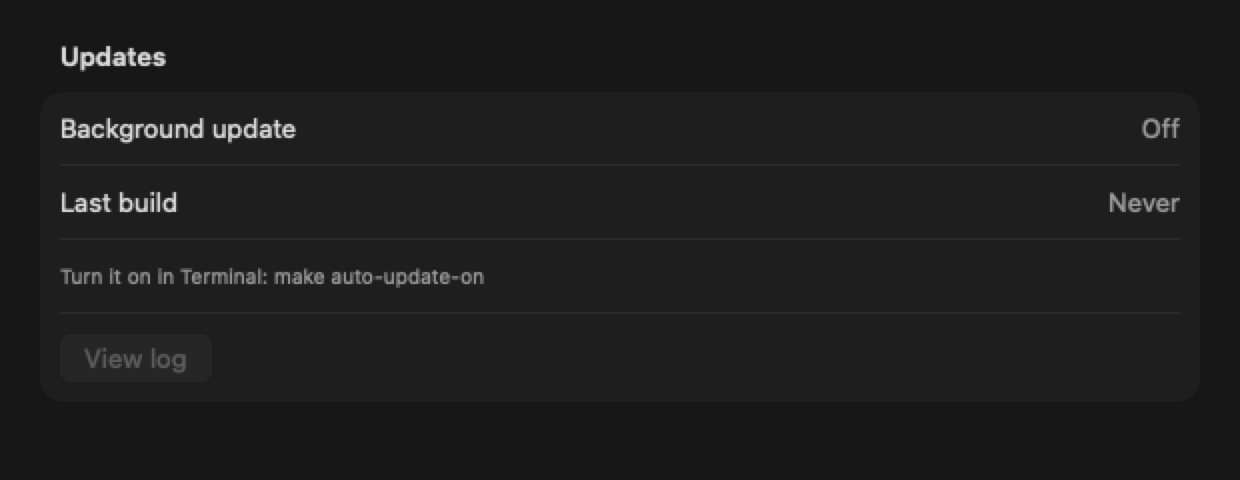 Updates
Background update
Off
Last build
Never
Turn it on in Terminal: make auto-update-on
View log